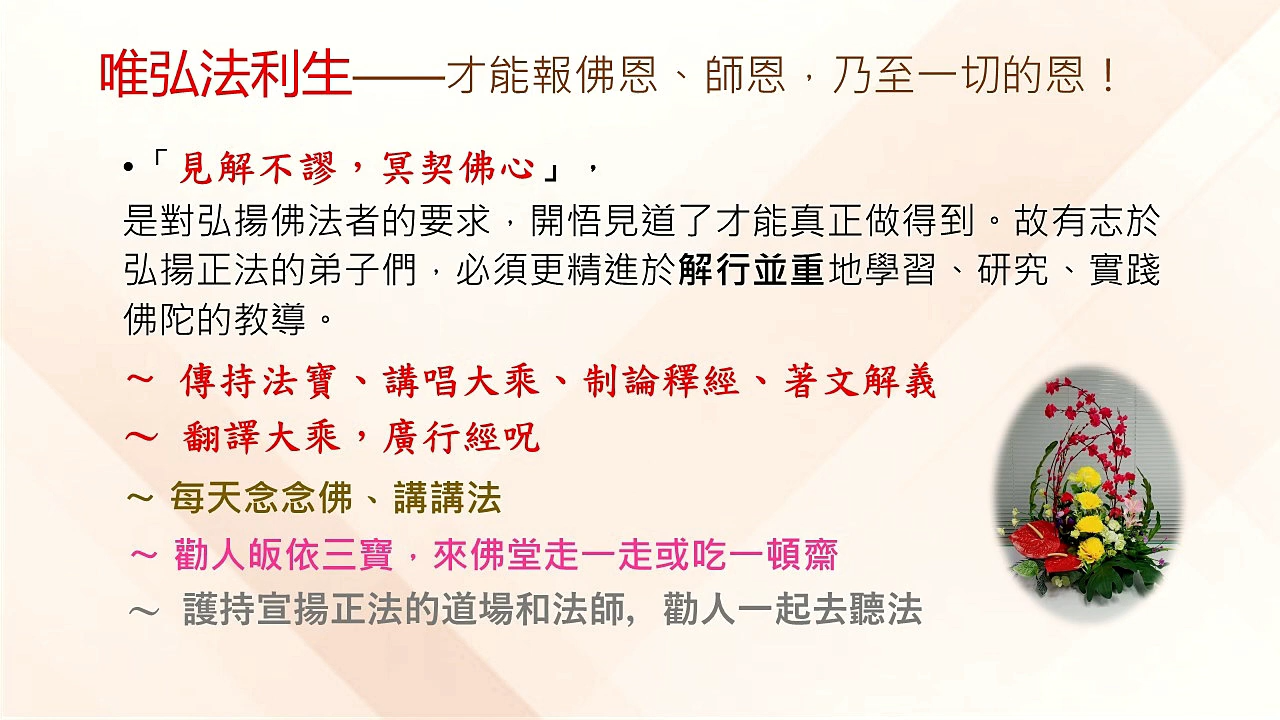 唯弘法利生——才能報佛恩、師恩，乃至一切的恩！
•「見解不謬，冥契佛心」，
是對弘揚佛法者的要求，開悟見道了才能真正做得到。故有志於
弘揚正法的弟子們，必須更精進於解行並重地學習、研究、實踐
佛陀的教導。
～ 傳持法寶、講唱大乘、制論釋經、著文解義
～ 翻譯大乘，廣行經呪
～ 每天念念佛、講講法
～ 勸人皈依三寶，來佛堂走一走或吃一頓齋
～ 護持宣揚正法的道場和法師，勸人一起去聽法